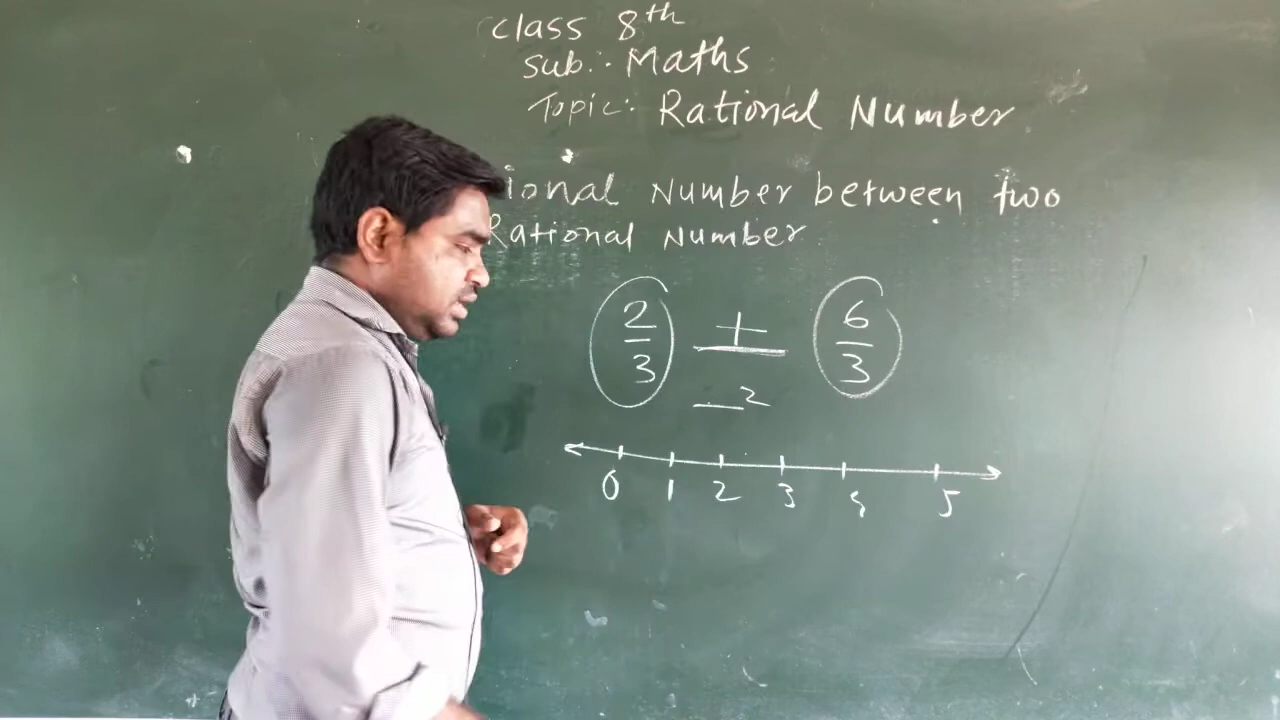 class 8th
sub:- Maths
Topic:- Rational Number
ional Number between two
Rational Number
2/3 + 6/3
2
0 1 2 3 4 5